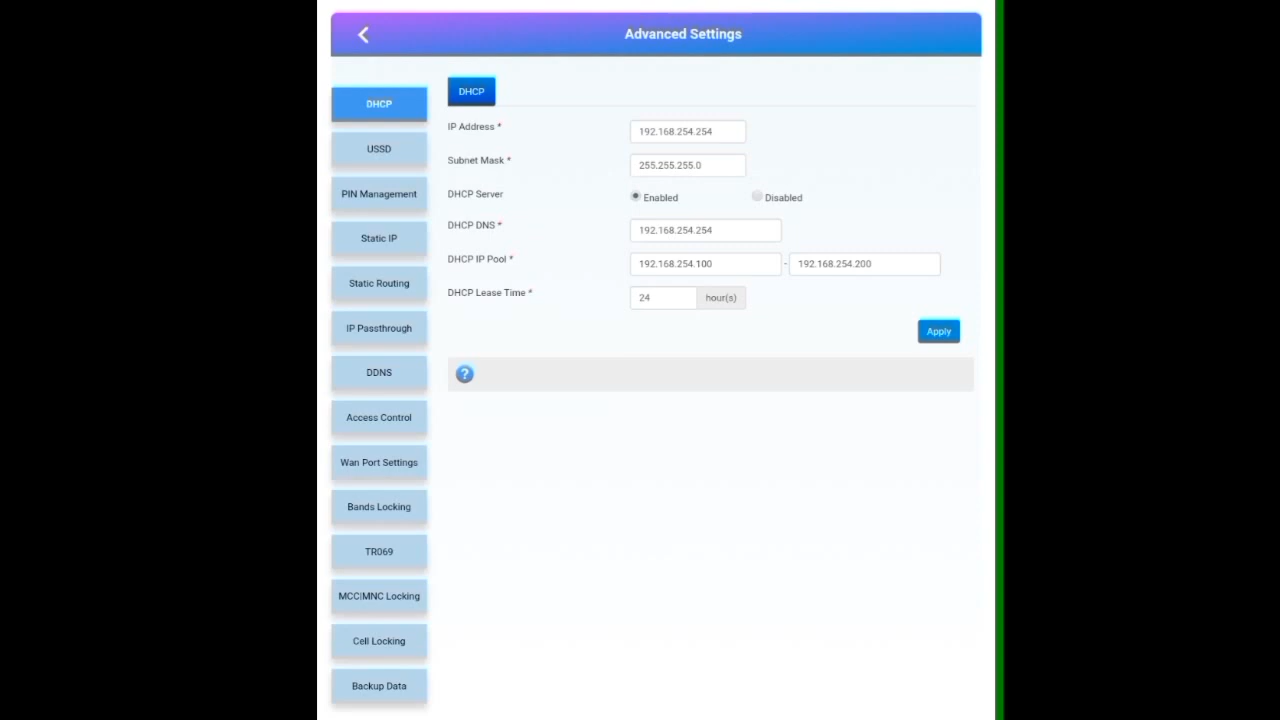 Advanced Settings
DHCP
USSD
PIN Management
Static IP
Static Routing
IP Passthrough
DDNS
Access Control
Wan Port Settings
Bands Locking
TR069
MCC|MNC Locking
Cell Locking
Backup Data
DHCP
IP Address * 192.168.254.254
Subnet Mask * 255.255.255.0
DHCP Server Enabled Disabled
DHCP DNS * 192.168.254.254
DHCP IP Pool * 192.168.254.100 - 192.168.254.200
DHCP Lease Time * 24 hour(s)
Apply
?